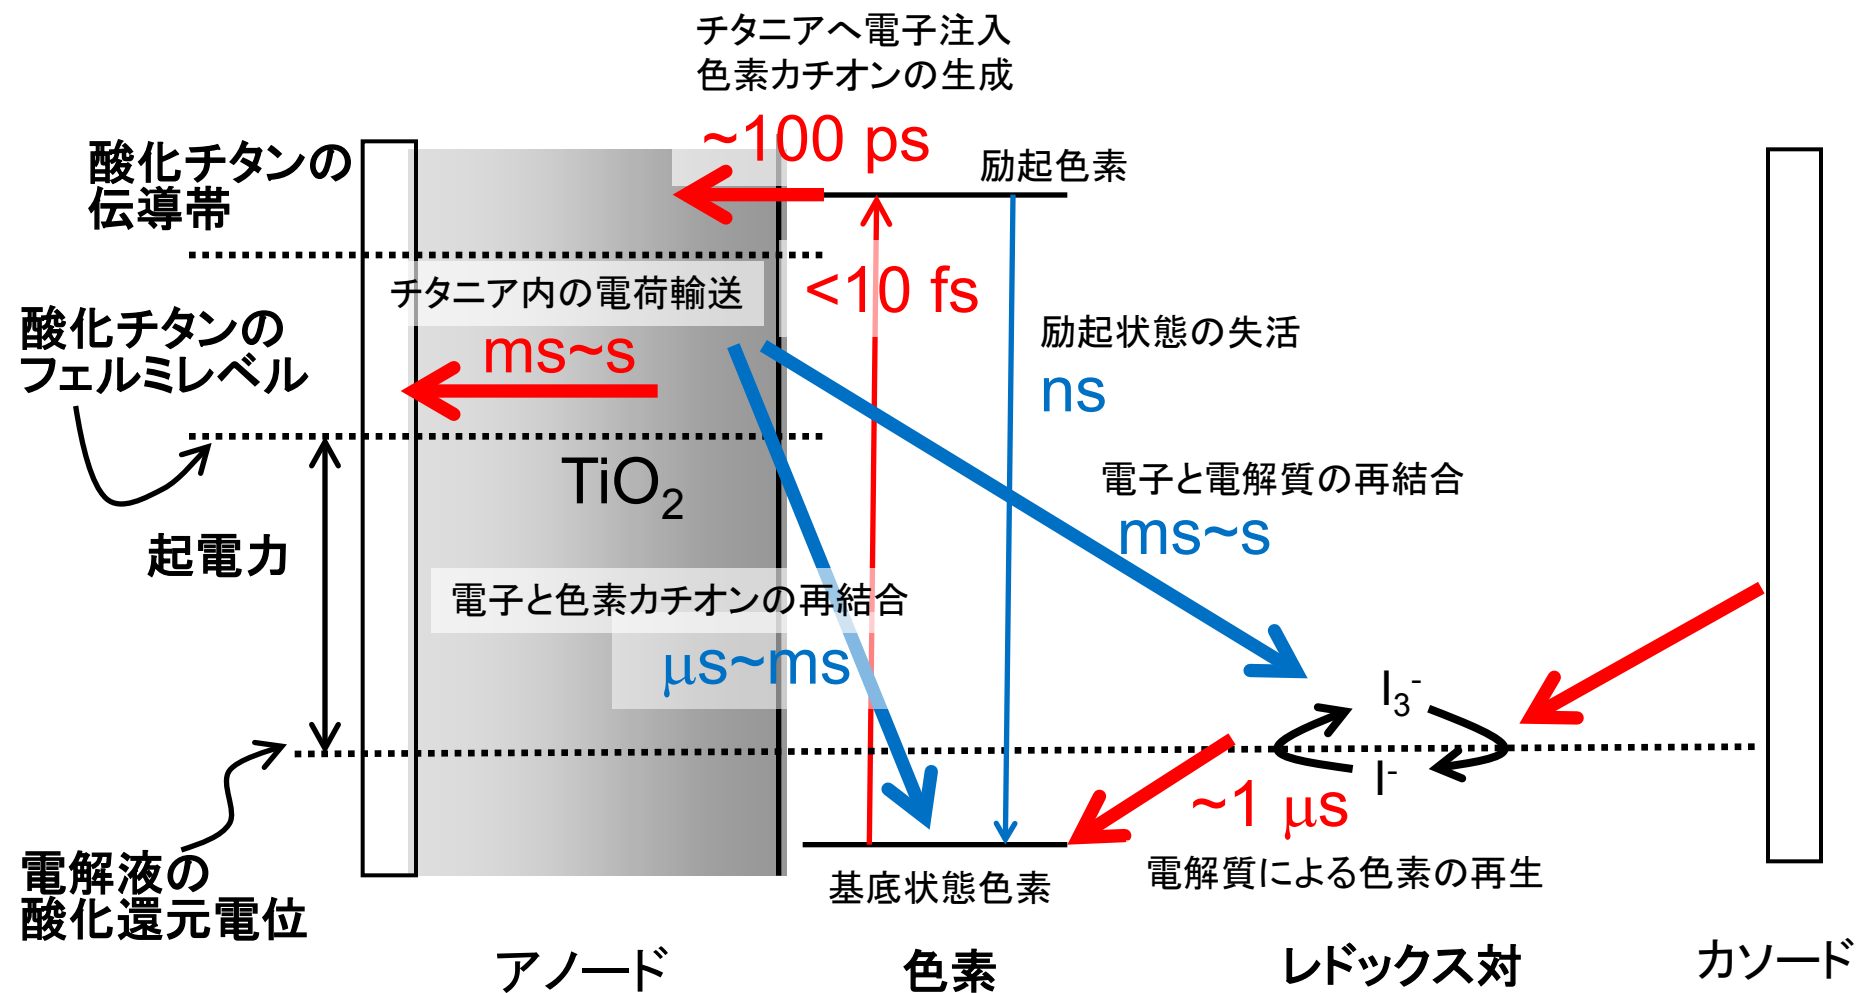 チタニアへ電子注入
色素カチオンの生成
~100 ps
酸化チタンの
伝導帯
励起色素
チタニア内の電荷輸送
<10 fs
酸化チタンの
フェルミレベル
ms~s
励起状態の失活
ns
TiO₂
電子と電解質の再結合
ms~s
起電力
電子と色素カチオンの再結合
μs~ms
I₃⁻
I⁻
~1 μs
電解液の
酸化還元電位
基底状態色素
電解質による色素の再生
アノード
色素
レドックス対
カソード